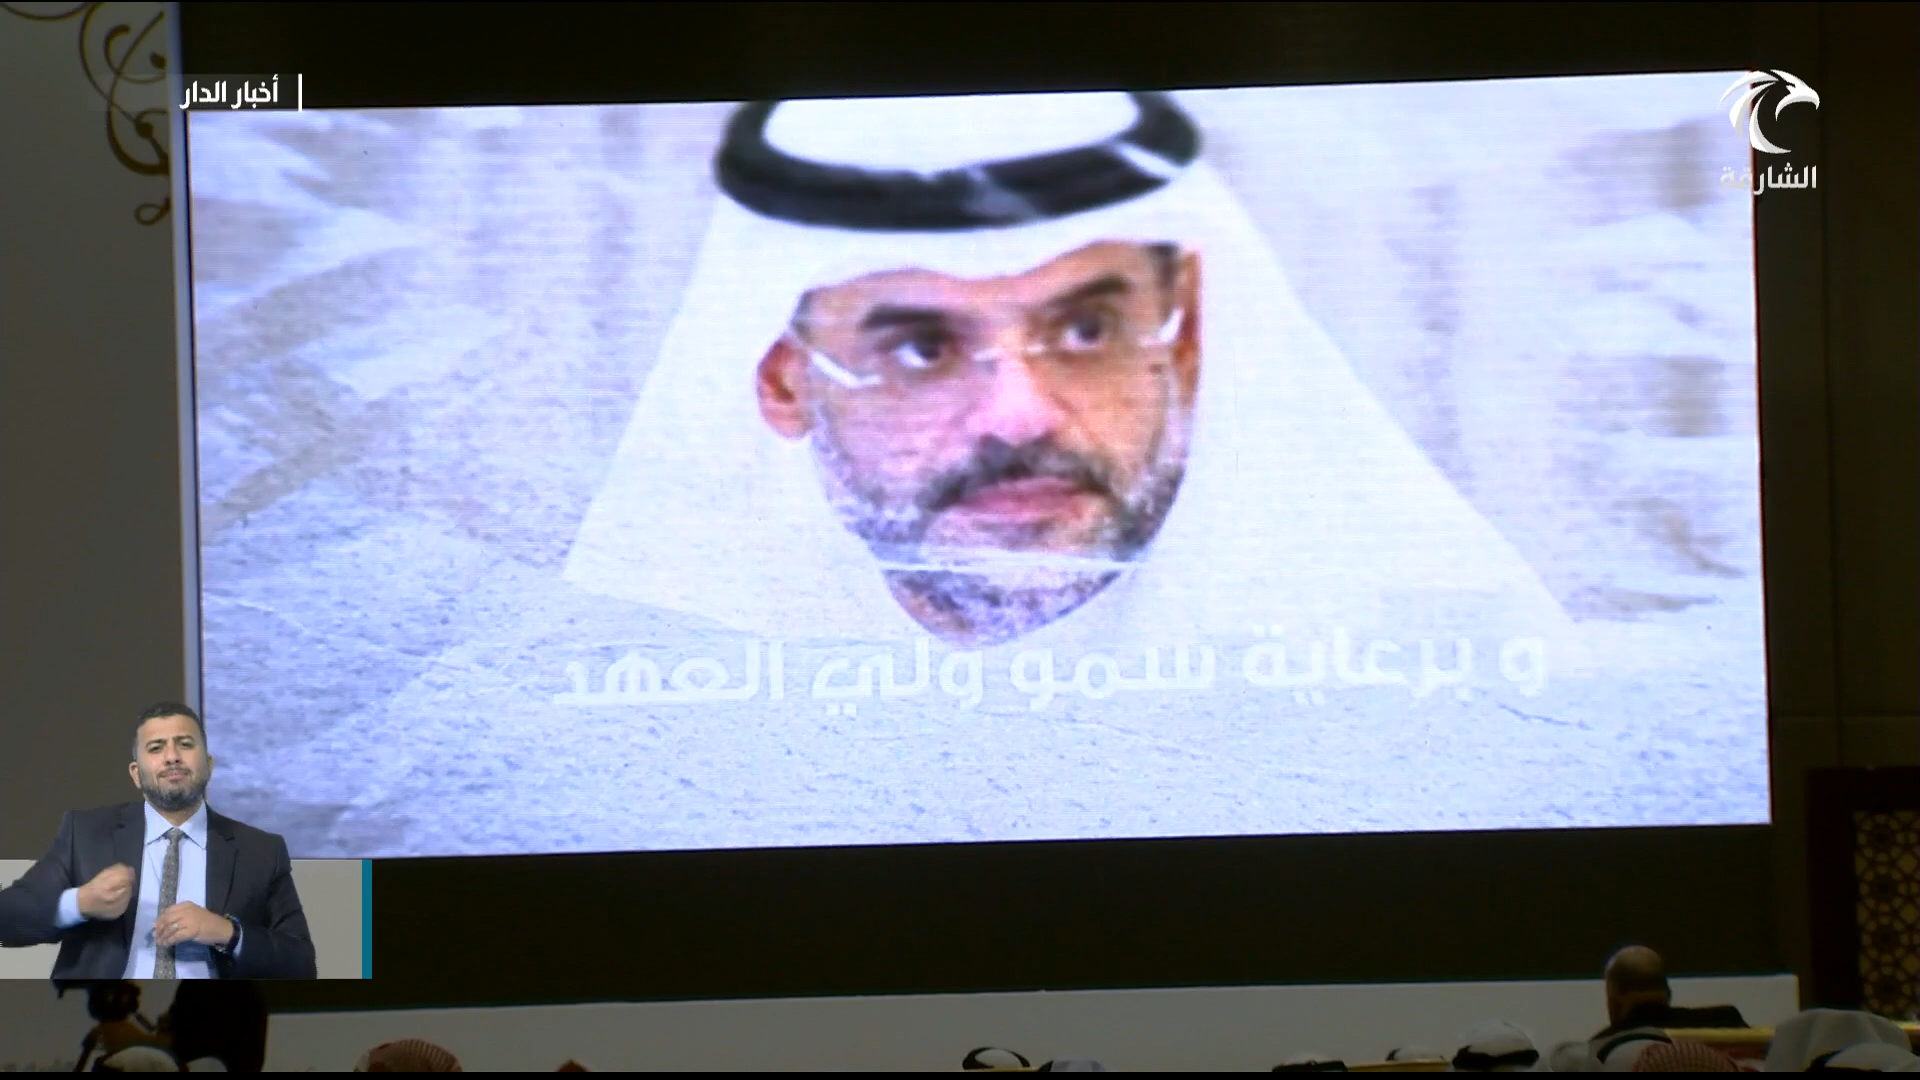 أخبار الدار
الشارقة
و برعاية سمو ولي العهد